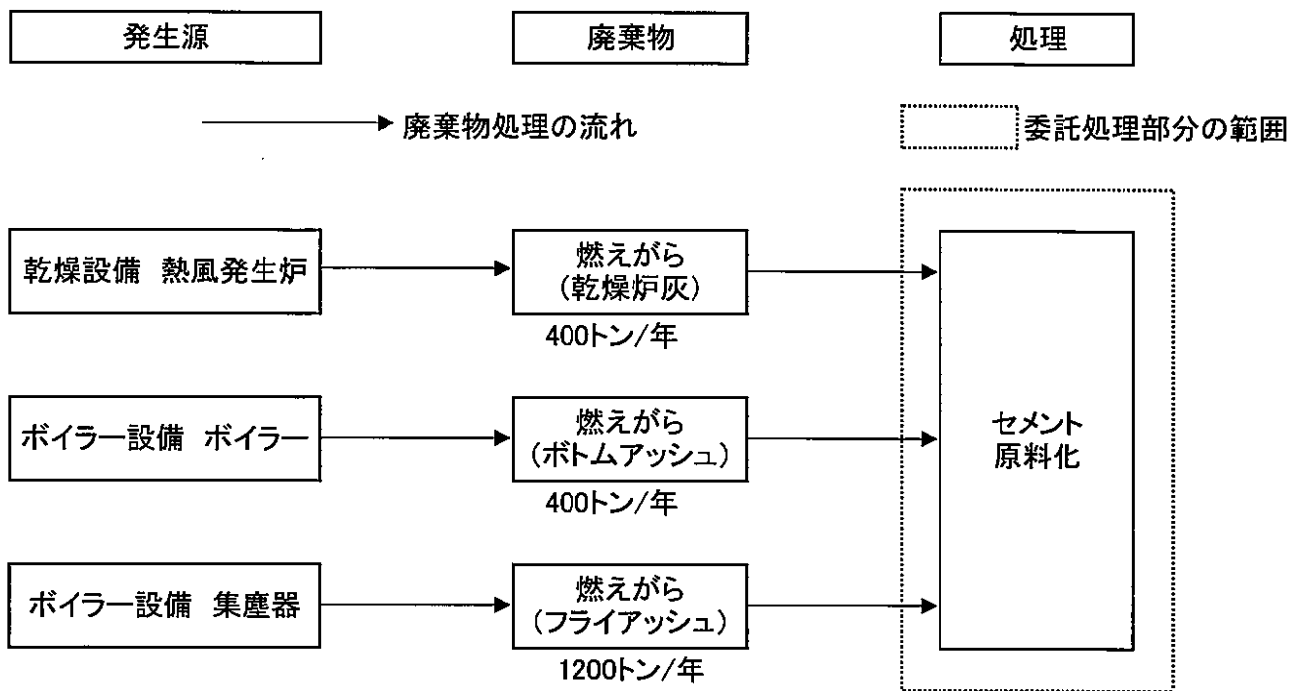 発生源
廃棄物
処理
廃棄物処理の流れ
委託処理部分の範囲
乾燥設備 熱風発生炉
燃えがら
(乾燥炉灰)
400トン/年
ボイラー設備 ボイラー
燃えがら
(ボトムアッシュ)
400トン/年
セメント
原料化
ボイラー設備 集塵器
燃えがら
(フライアッシュ)
1200トン/年